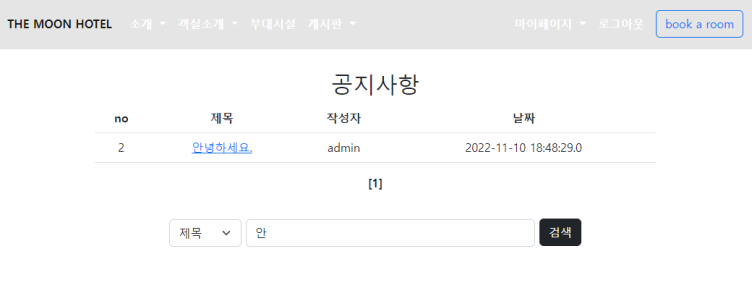 THE MOON HOTEL 소개 객실소개 부대시설 게시판 마이페이지 로그아웃 book a room
공지사항
no 제목 작성자 날짜
2 안녕하세요. admin 2022-11-10 18:48:29.0
[1]
제목 안 검색